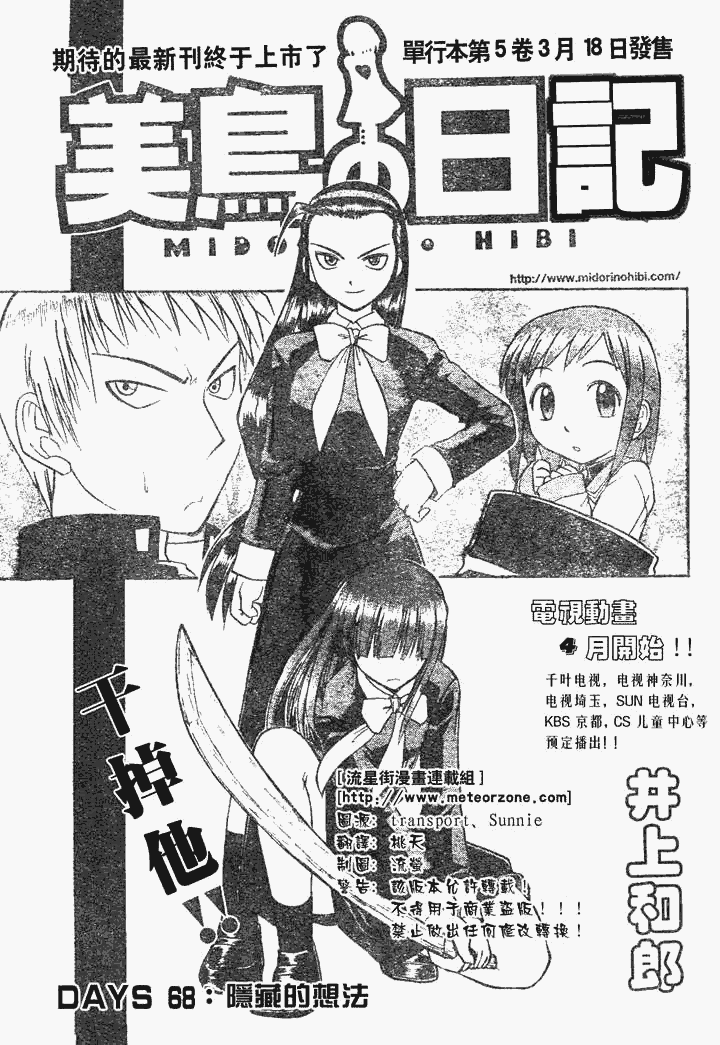 期待的最新刊終于上市了
單行本第5卷3月18日發售
美鳥の日記
MIDO O HIBI
http://www.midorinohibi.com/
電視動畫
4月開始!!
千叶电视，电视神奈川，
电视埼玉，SUN电视台，
KBS京都，CS儿童中心等
预定播出!!
干掉他!!
[流星街漫畫連載組]
[http://www.meteorzone.com]
圖源: transport、Sunnie
翻譯: 桃天
制圖: 流螢
警告: 該版本允許轉載!
不得用于商業盜版!!!
禁止做出任何修改轉換!
井上和郎
DAYS 68：隱藏的想法